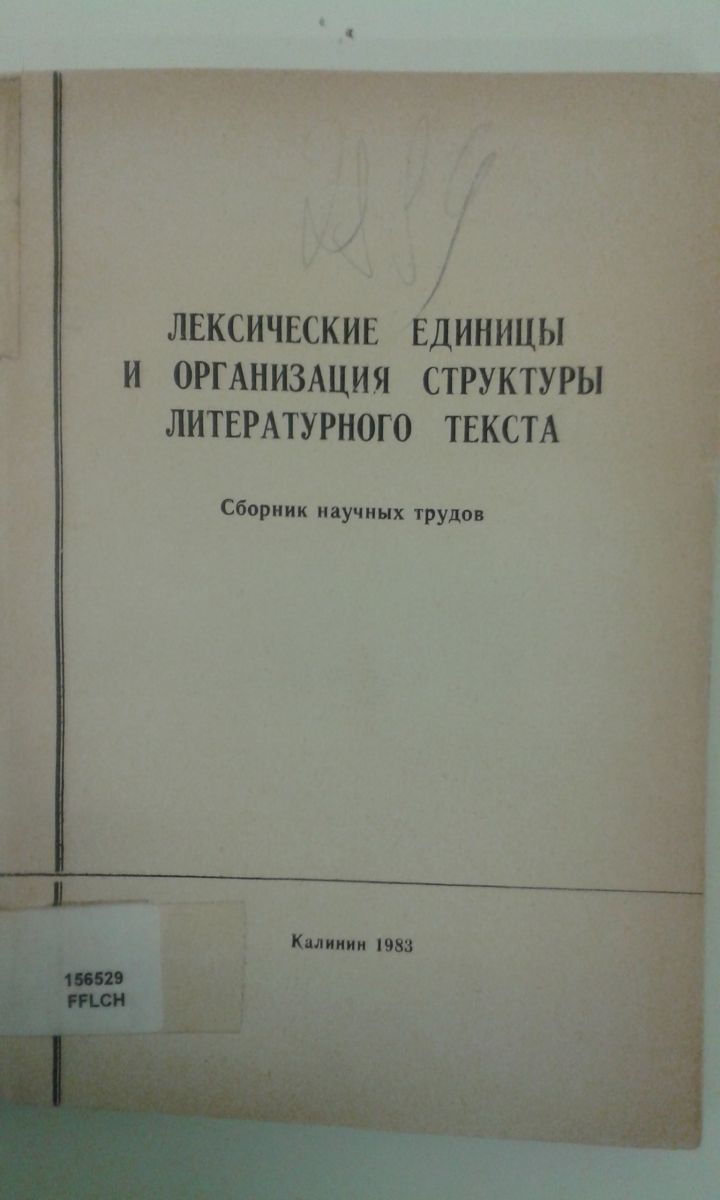 ЛЕКСИЧЕСКИЕ ЕДИНИЦЫ
И ОРГАНИЗАЦИЯ СТРУКТУРЫ
ЛИТЕРАТУРНОГО ТЕКСТА
Сборник научных трудов
Калинин 1983
156529
FFLCH